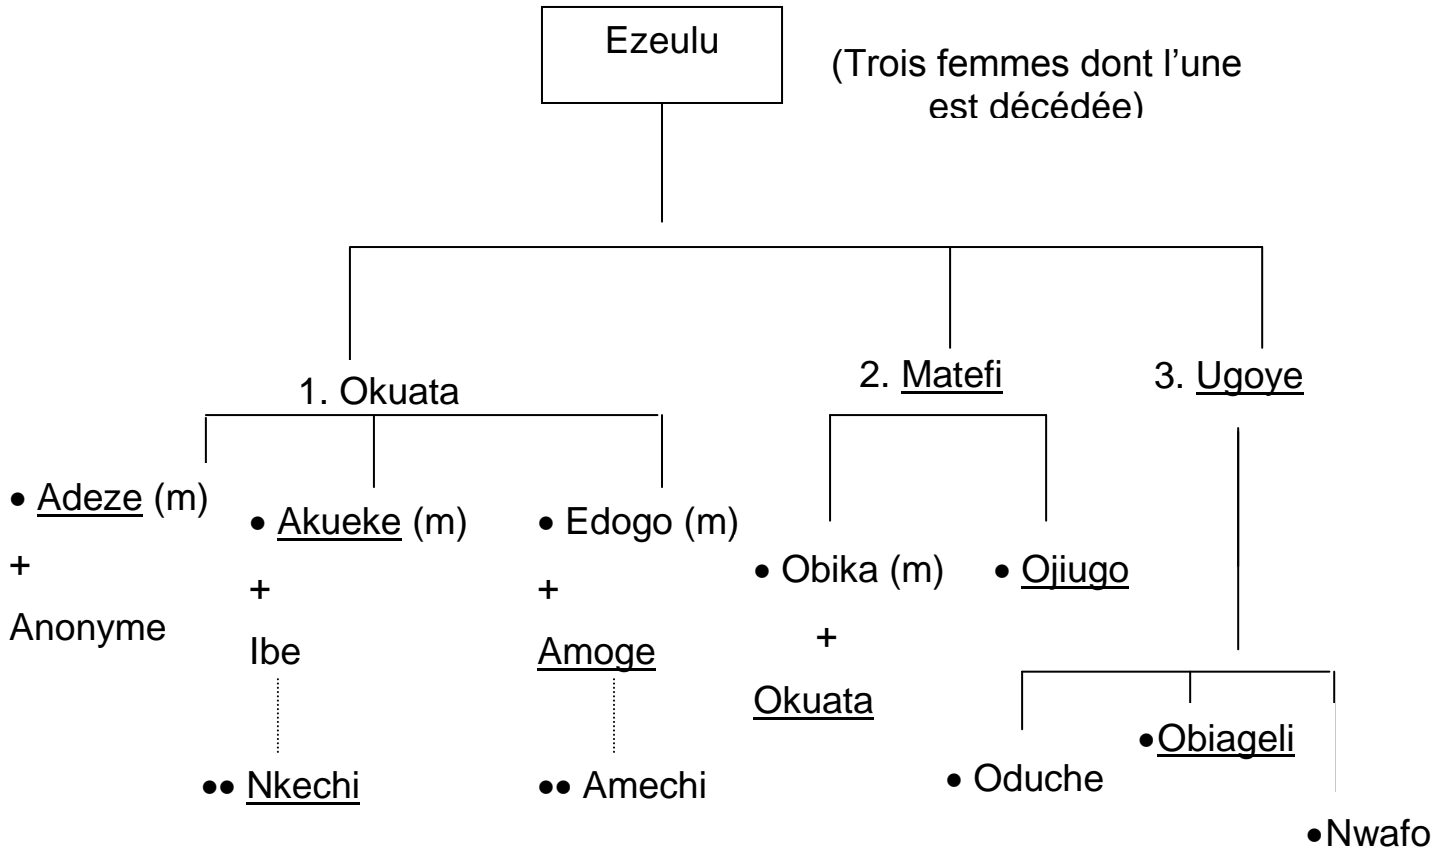 Ezeulu
(Trois femmes dont l'une
est décédée)
1. Okuata
2. Matefi
3. Ugoye
• Adeze (m)
+
Anonyme
• Akueke (m)
+
Ibe
•• Nkechi
• Edogo (m)
+
Amoge
•• Amechi
• Obika (m)
+
Okuata
• Ojiugo
• Oduche
•Obiageli
•Nwafo